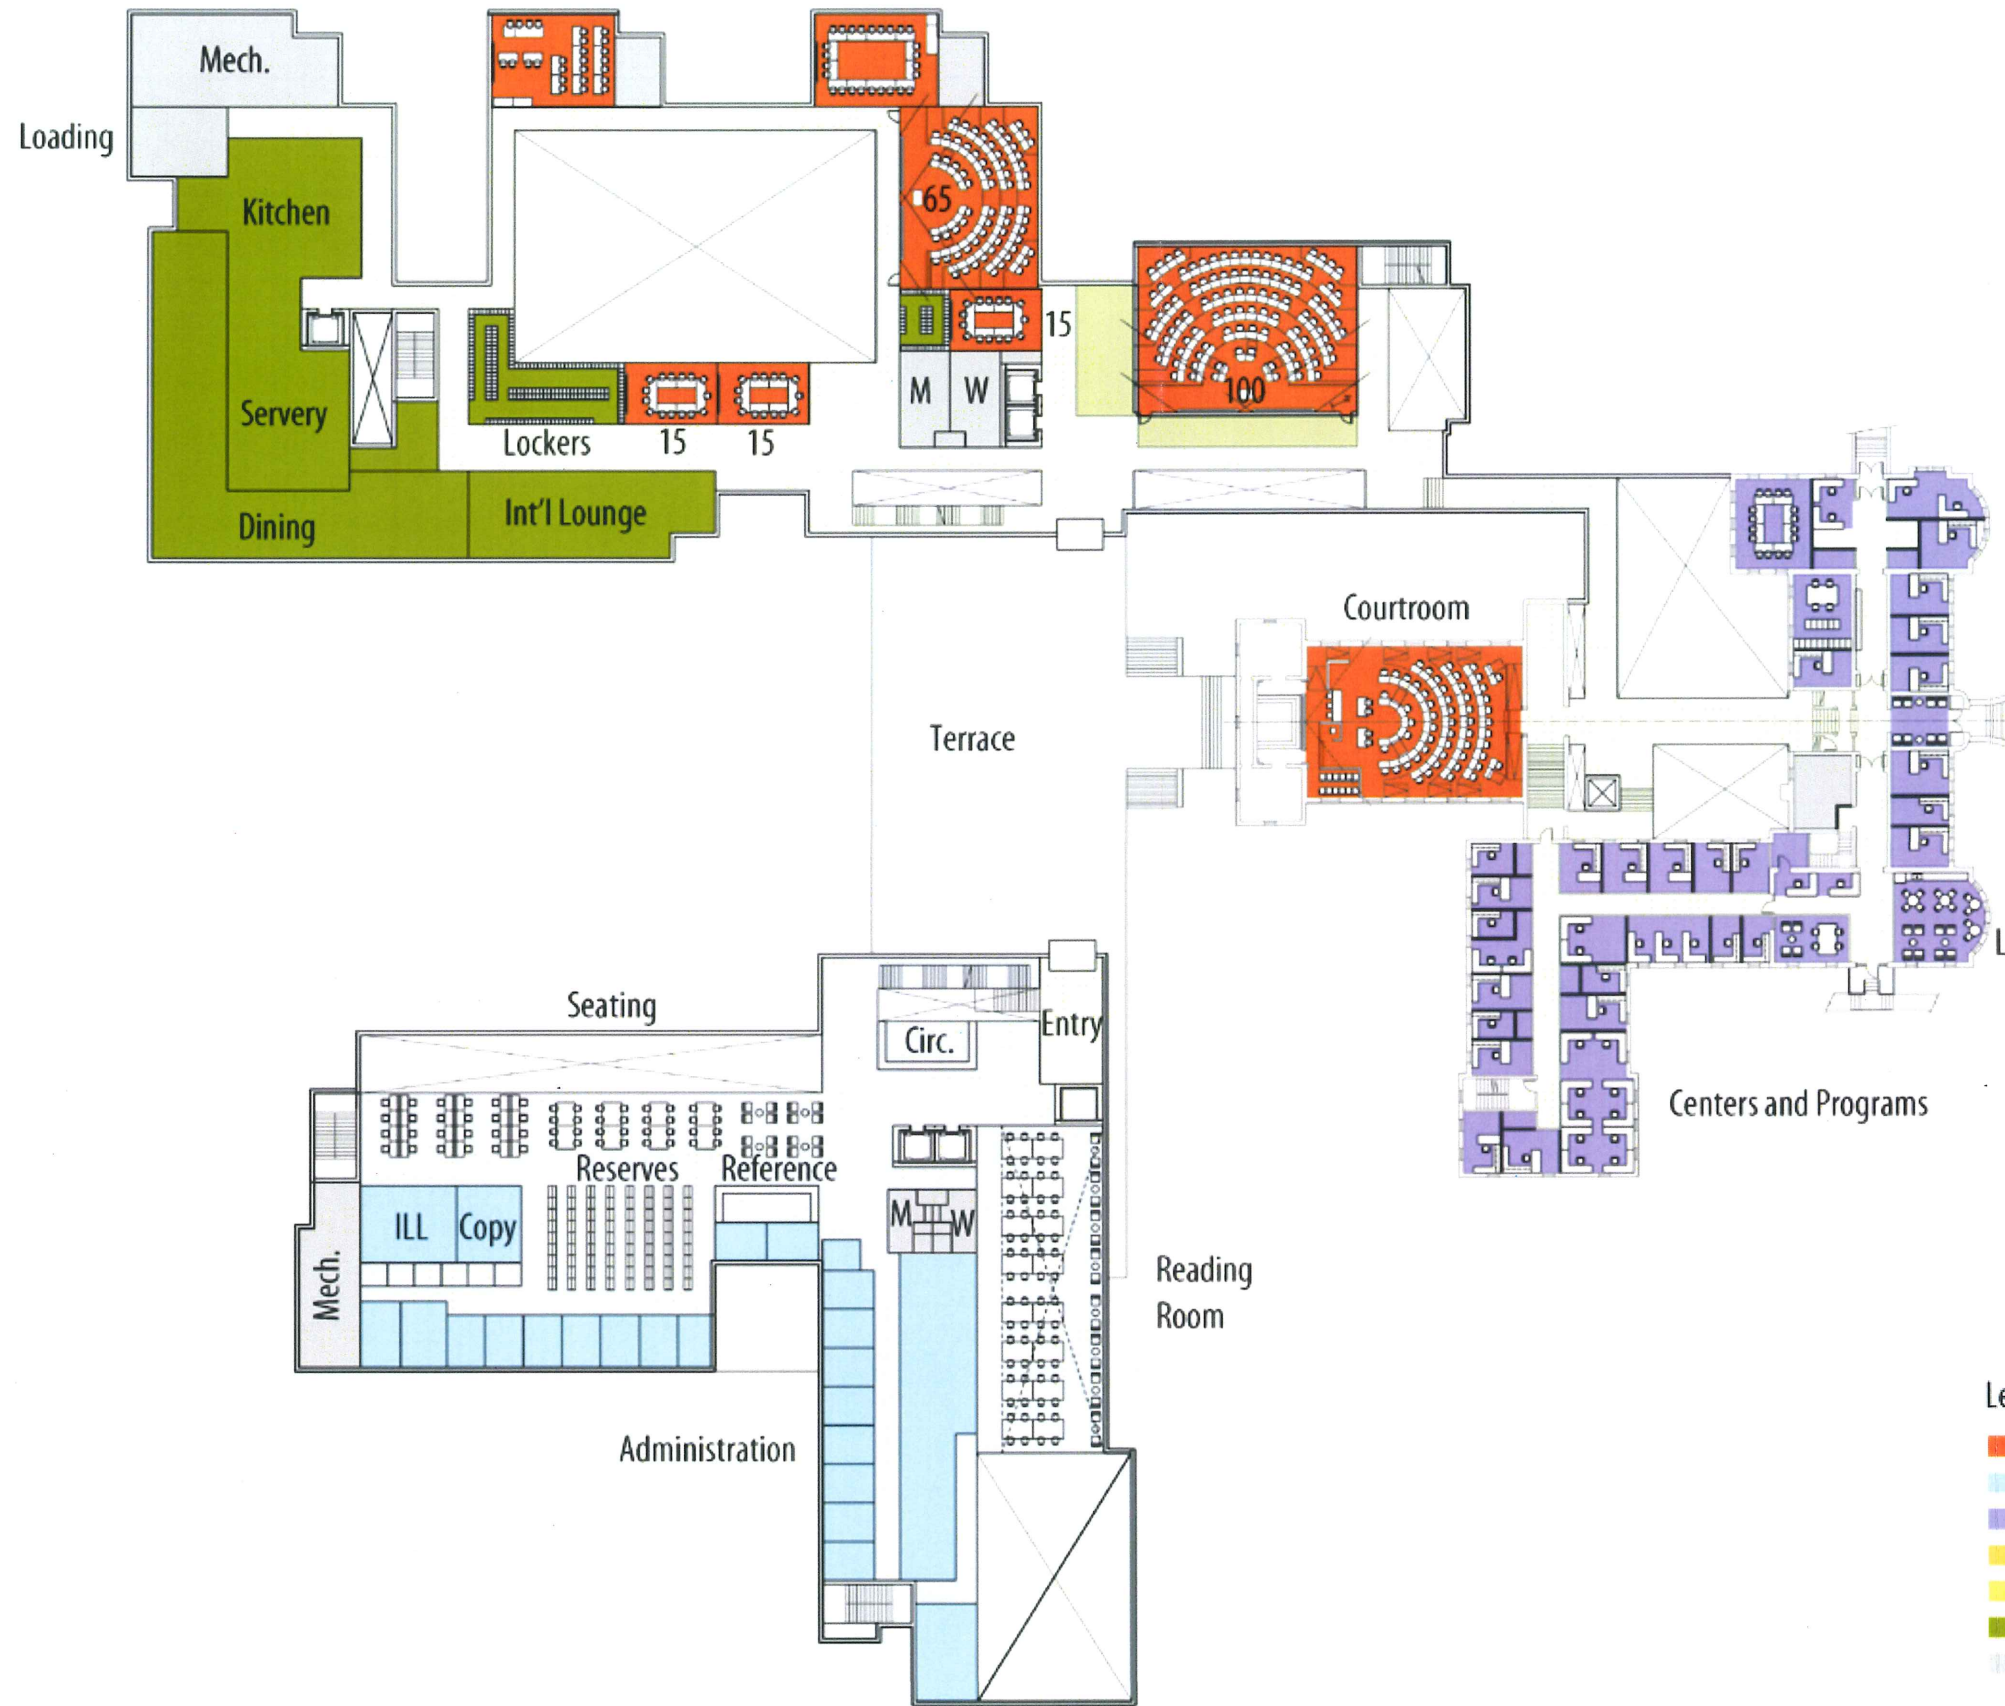 Mech.
Loading
Kitchen
65
15
Servery
M
W
100
Lockers
15
15
Dining
Int'l Lounge
Courtroom
Terrace
Seating
Circ.
Entry
Centers and Programs
Reserves
Reference
ILL
Copy
M
W
Mech.
Reading
Room
Administration
L
Le